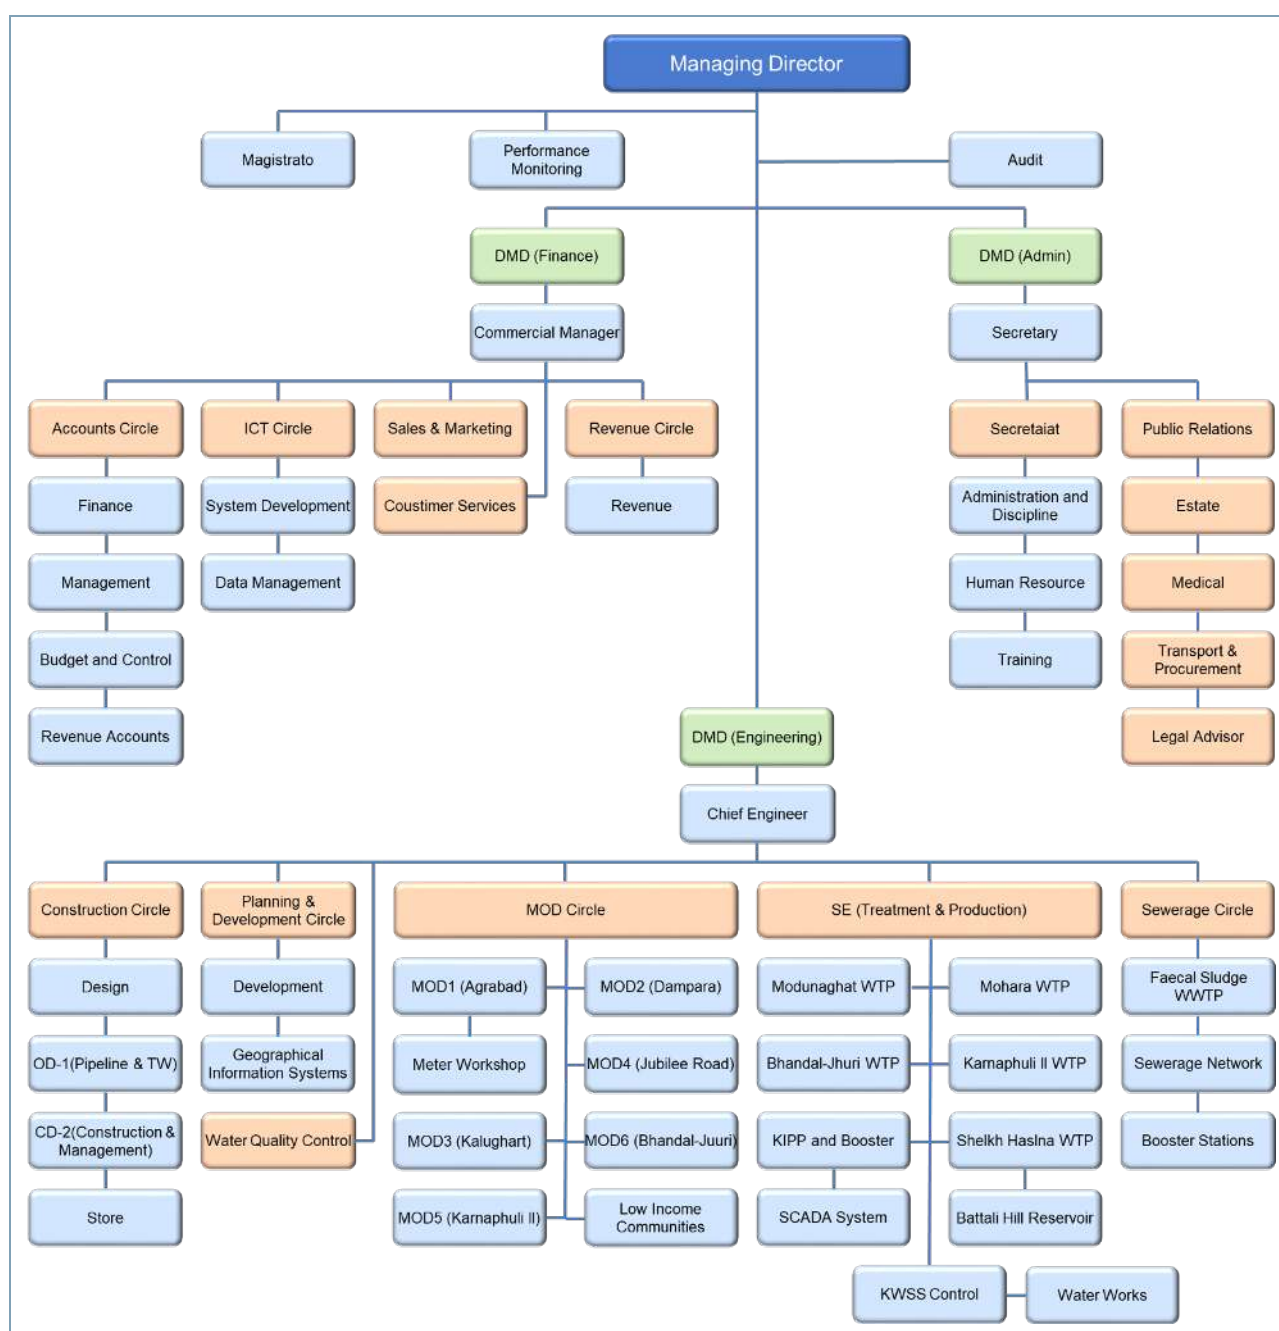 Managing Director
Magistrato
Performance
Monitoring
Audit
DMD (Finance)
DMD (Admin)
Commercial Manager
Secretary
Accounts Circle
ICT Circle
Sales & Marketing
Revenue Circle
Secretaiat
Public Relations
Finance
System Development
Coustimer Services
Revenue
Administration and
Discipline
Estate
Management
Data Management
Human Resource
Medical
Budget and Control
Training
Transport &
Procurement
Revenue Accounts
DMD (Engineering)
Legal Advisor
Chief Engineer
Construction Circle
Planning &
Development Circle
MOD Circle
SE (Treatment & Production)
Sewerage Circle
Design
Development
MOD1 (Agrabad)
MOD2 (Dampara)
Modunaghat WTP
Mohara WTP
Faecal Sludge
WWTP
OD-1(Pipeline & TW)
Geographical
Information Systems
Meter Workshop
MOD4 (Jubilee Road)
Bhandal-Jhuri WTP
Karnaphuli II WTP
Sewerage Network
CD-2(Construction &
Management)
Water Quality Control
MOD3 (Kalughart)
MOD6 (Bhandal-Juuri)
KIPP and Booster
Shelkh Haslna WTP
Booster Stations
Store
MOD5 (Karnaphuli II)
Low Income
Communities
SCADA System
Battali Hill Reservoir
KWSS Control
Water Works